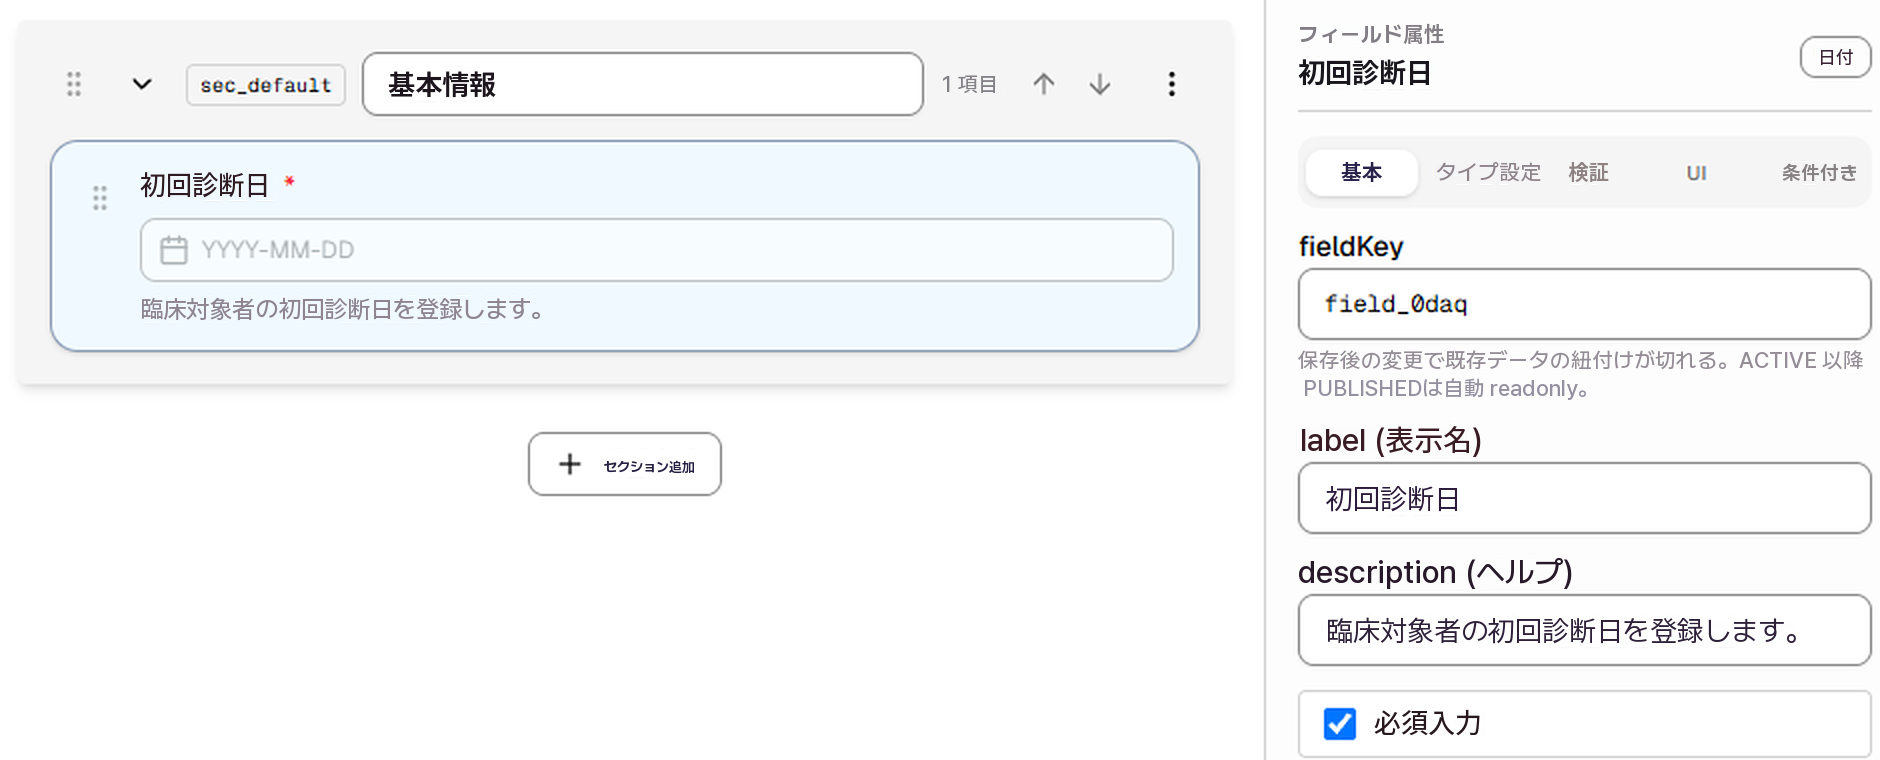 sec_default
基本情報
1 項目
初回診断日 *
YYYY-MM-DD
臨床対象者の初回診断日を登録します。
セクション追加
フィールド属性
初回診断日
日付
基本 タイプ設定 検証 UI 条件付き
fieldKey
field_0daq
保存後の変更で既存データの紐付けが切れる。ACTIVE 以降
PUBLISHEDは自動 readonly。
label (表示名)
初回診断日
description (ヘルプ)
臨床対象者の初回診断日を登録します。
必須入力